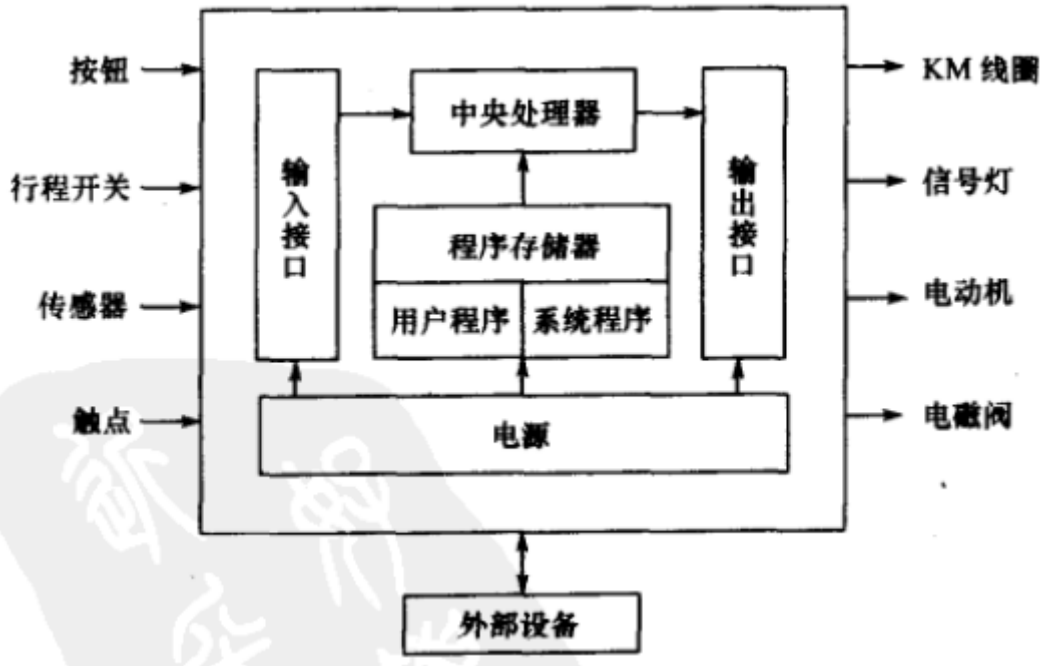 按钮
行程开关
传感器
触点
输入接口
中央处理器
程序存储器
用户程序 系统程序
电源
输出接口
KM 线圈
信号灯
电动机
电磁阀
外部设备